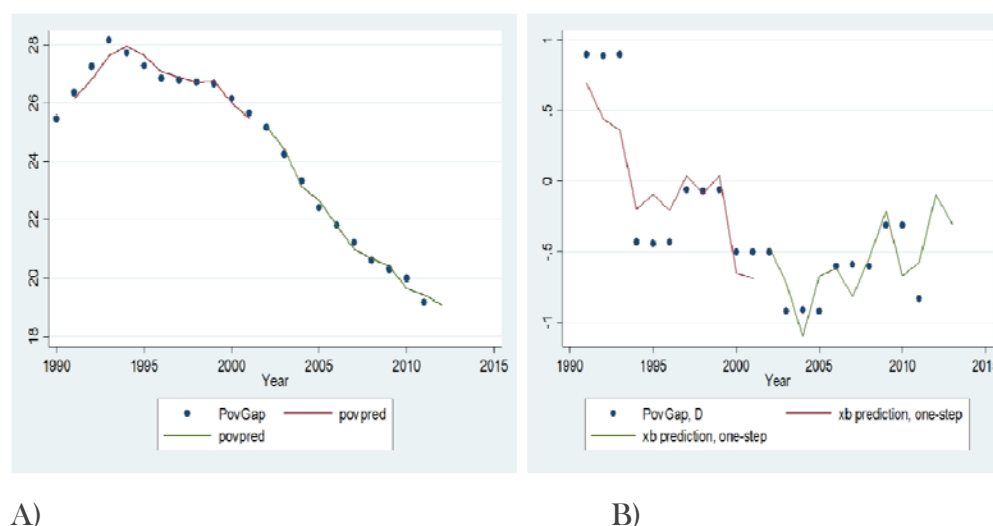 28
26
24
22
20
18
1990 1995 2000 2005 2010 2015
Year
PovGap povpred
povpred
1
.5
0
-.5
-1
1990 1995 2000 2005 2010 2015
Year
PovGap, D xb prediction, one-step
xb prediction, one-step
A) B)